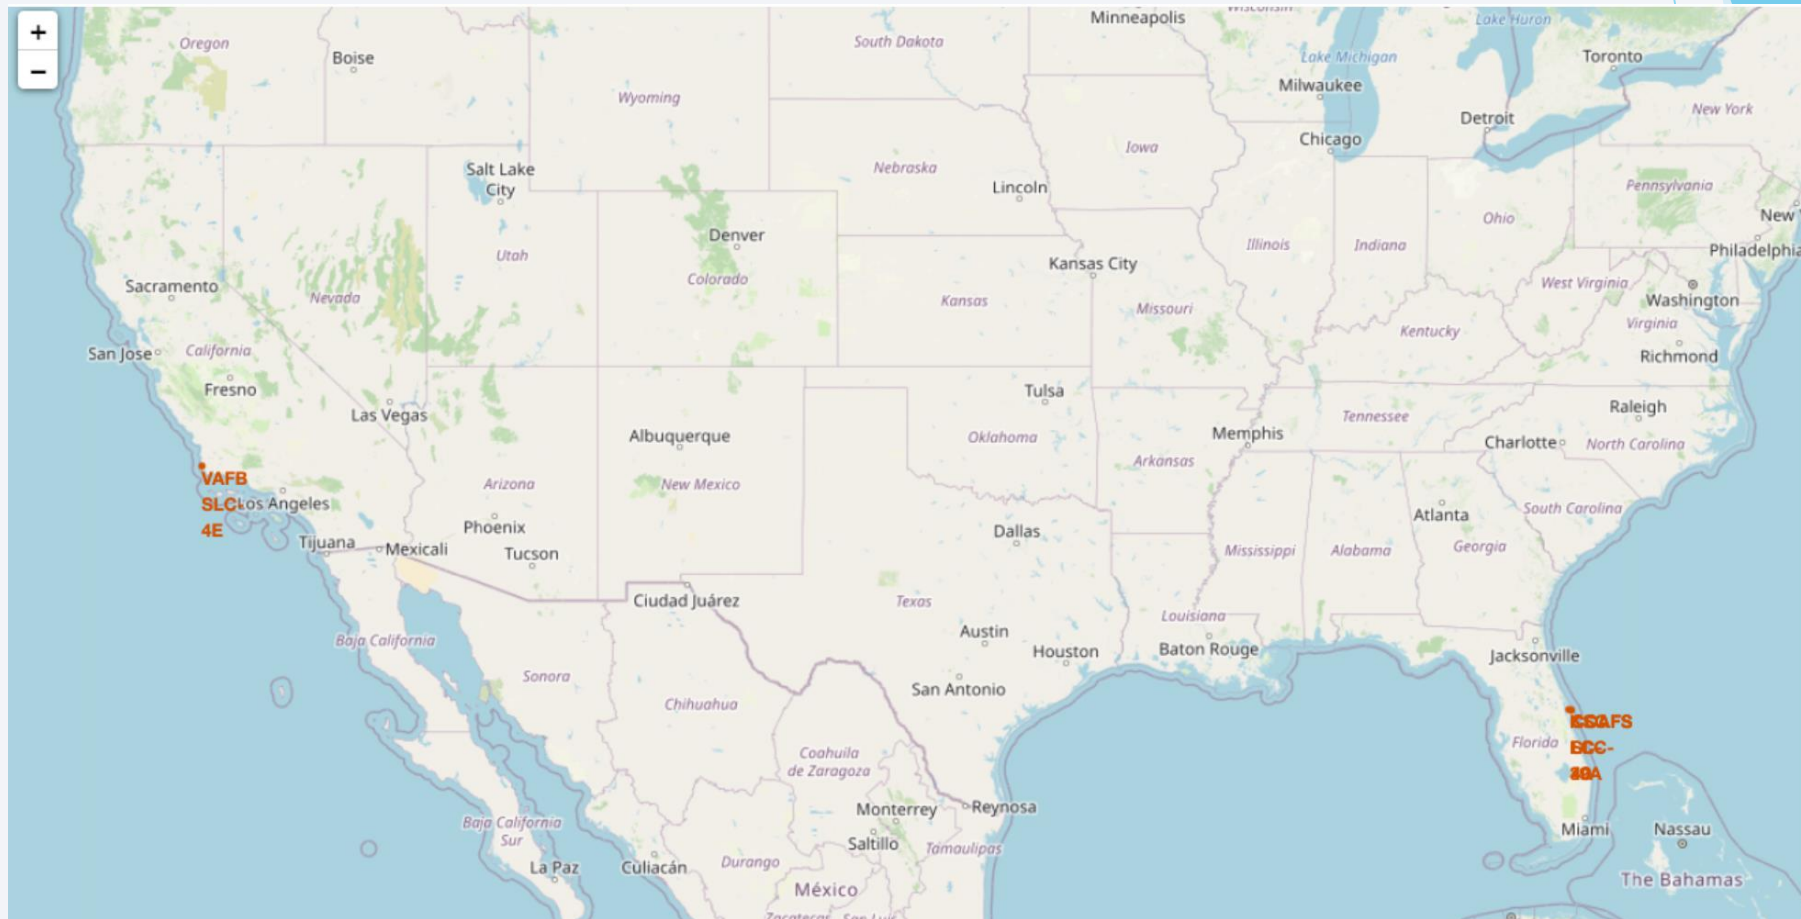 +
−
Oregon
Boise
Wyoming
South Dakota
Minneapolis
Wisconsin
Lake Michigan
Lake Huron
Milwaukee
Toronto
New York
Detroit
Chicago
Iowa
Nebraska
Lincoln
Salt Lake
City
Pennsylvania
New
Ohio
Denver
Utah
Colorado
Illinois
Indiana
Philadelphia
Kansas City
Sacramento
Nevada
Kansas
Missouri
West Virginia
Washington
Virginia
Kentucky
Richmond
San Jose
California
Fresno
Las Vegas
Tulsa
Tennessee
Raleigh
Albuquerque
Oklahoma
Memphis
Charlotte
North Carolina
Arkansas
VAFB
SLC-
4E
Los Angeles
Arizona
New Mexico
South Carolina
Atlanta
Phoenix
Dallas
Tijuana
Mexicali
Tucson
Mississippi
Alabama
Georgia
Ciudad Juárez
Texas
Louisiana
Baja California
Austin
Houston
Baton Rouge
Jacksonville
Sonora
San Antonio
Chihuahua
Florida
Coahuila
de Zaragoza
Monterrey
Reynosa
Baja California
Sur
Saltillo
Tamaulipas
Miami
Nassau
La Paz
Culiacán
Durango
México
The Bahamas
Zacatecas
San Luis